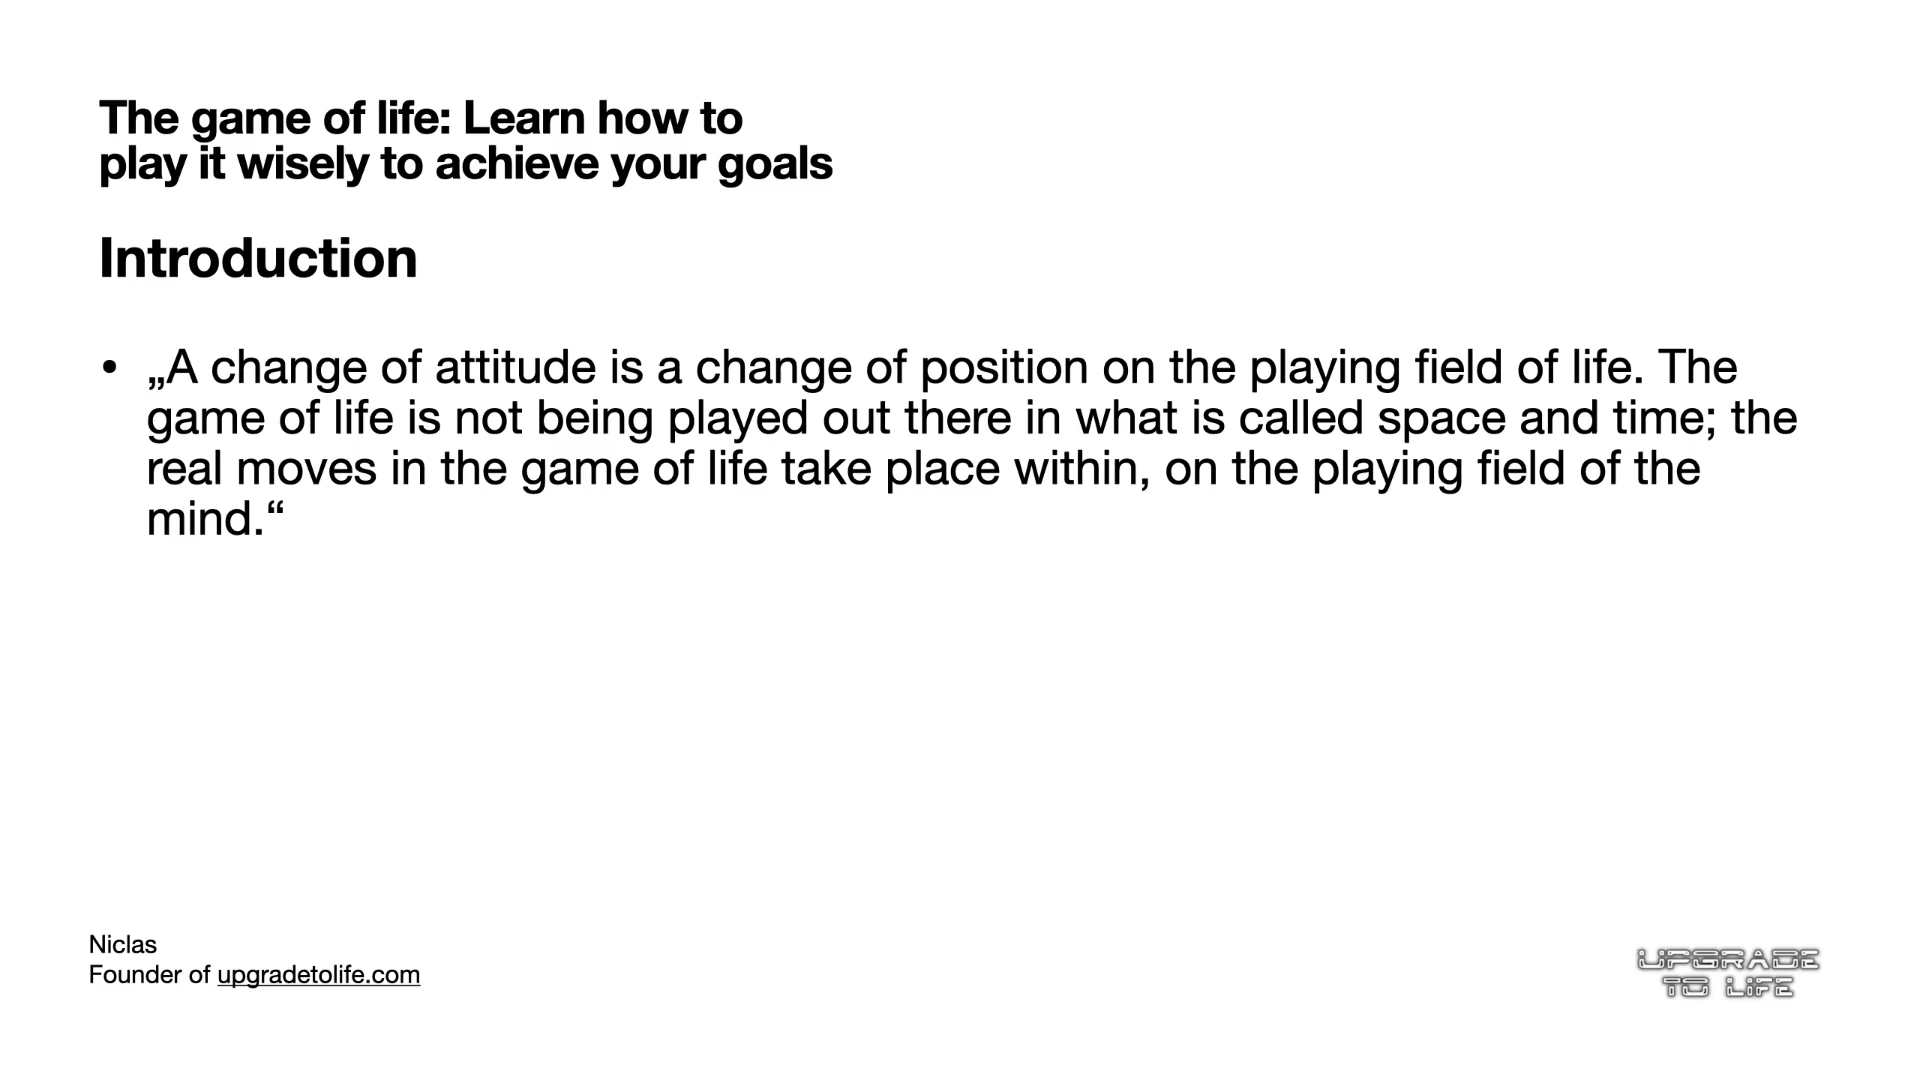 The game of life: Learn how to
play it wisely to achieve your goals
Introduction
• „A change of attitude is a change of position on the playing field of life. The
game of life is not being played out there in what is called space and time; the
real moves in the game of life take place within, on the playing field of the
mind.“
Niclas
Founder of upgradetolife.com
UPGRADE
TO LIFE